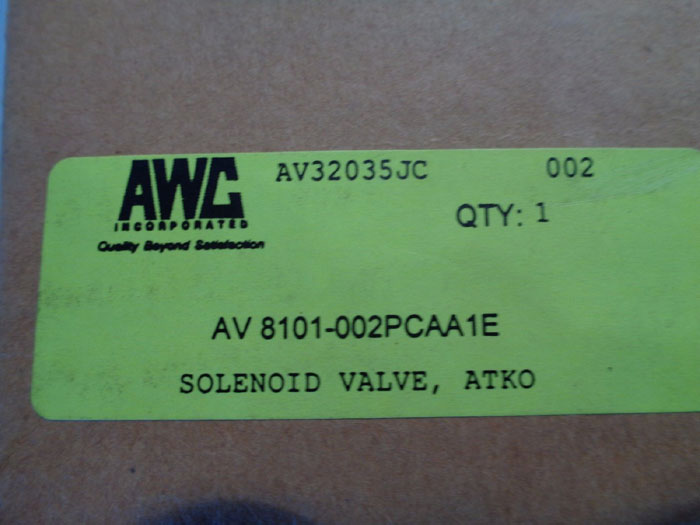 AWC AV32035JC 002
INCORPORATED QTY: 1
Quality Beyond Satisfaction
AV 8101-002PCAA1E
SOLENOID VALVE, ATKO